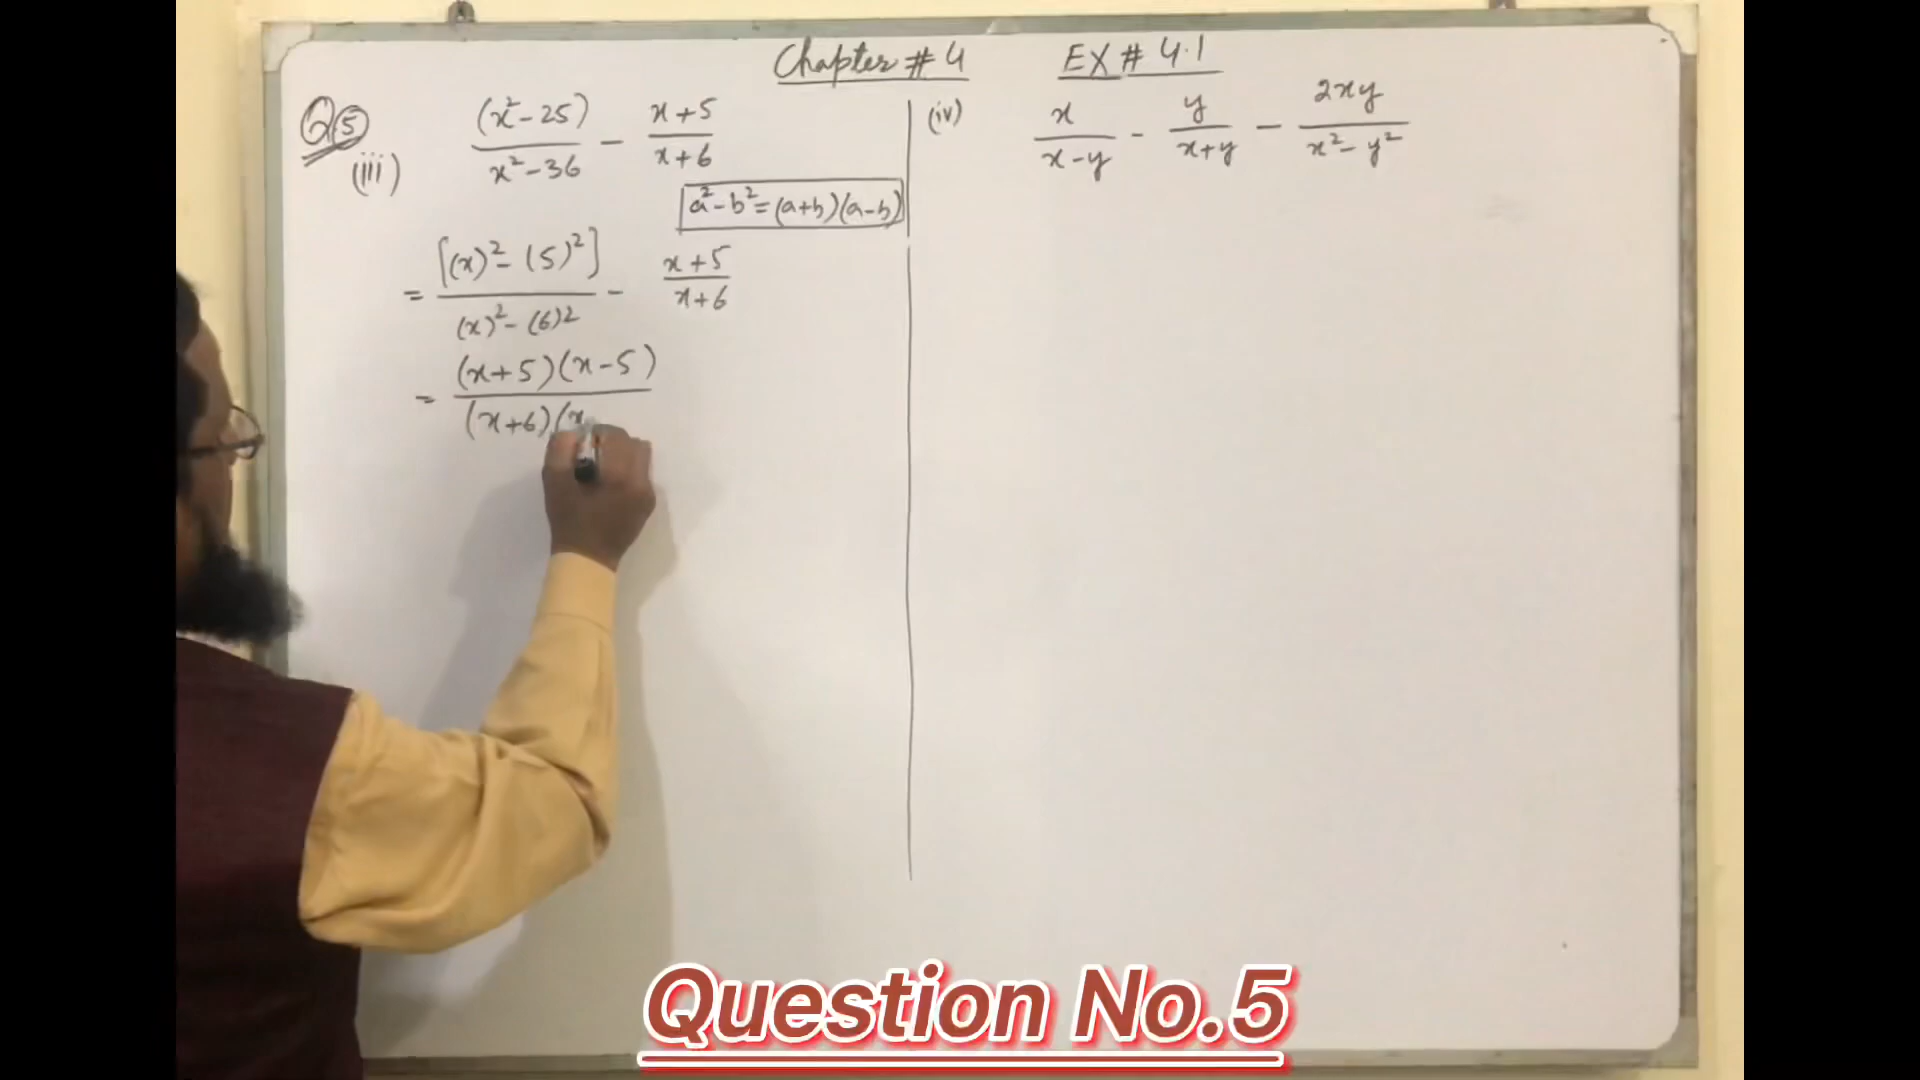 Chapter # 4 EX # 4.1
Q5
(iii) (x² - 25) / x² - 36 - x + 5 / x + 6
a² - b² = (a+b)(a-b)
= [(x)² - (5)²] / (x)² - (6)² - x + 5 / x + 6
= (x+5)(x-5) / (x+6)(x
(iv) x / x - y - y / x + y - 2xy / x² - y²
Question No.5